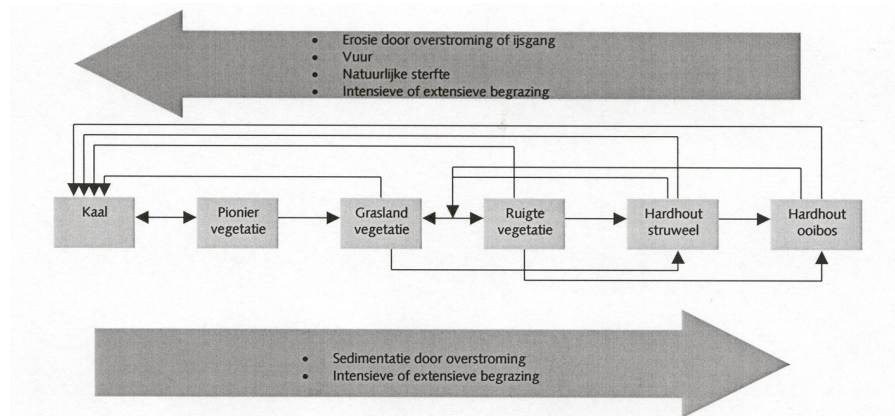 • Erosie door overstroming of ijsgang
• Vuur
• Natuurlijke sterfte
• Intensieve of extensieve begrazing
Kaal
Pionier
vegetatie
Grasland
vegetatie
Ruigte
vegetatie
Hardhout
struweel
Hardhout
ooibos
• Sedimentatie door overstroming
• Intensieve of extensieve begrazing